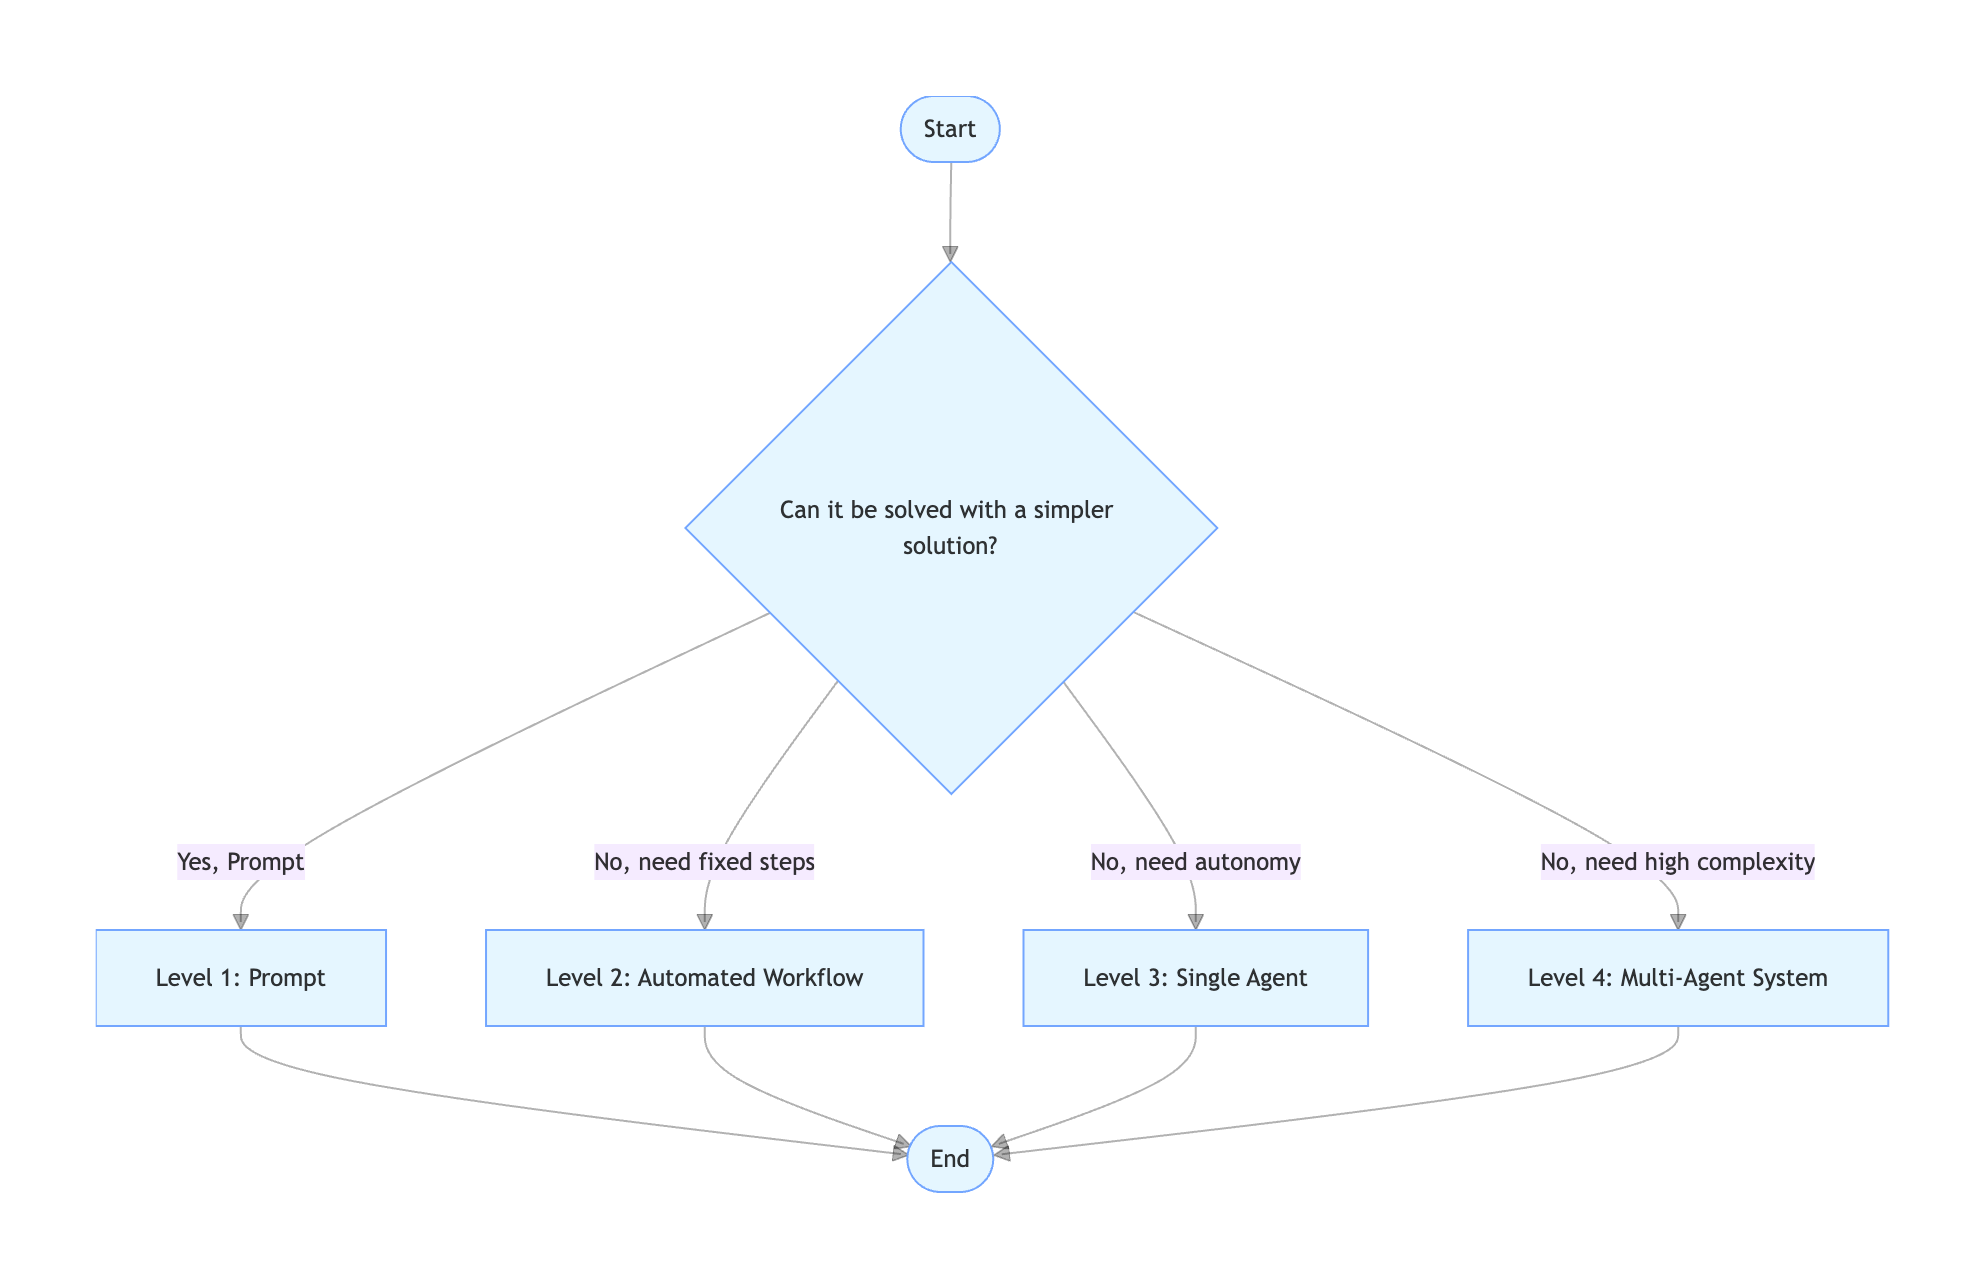 Start
Can it be solved with a simpler
solution?
Yes, Prompt
No, need fixed steps
No, need autonomy
No, need high complexity
Level 1: Prompt
Level 2: Automated Workflow
Level 3: Single Agent
Level 4: Multi-Agent System
End